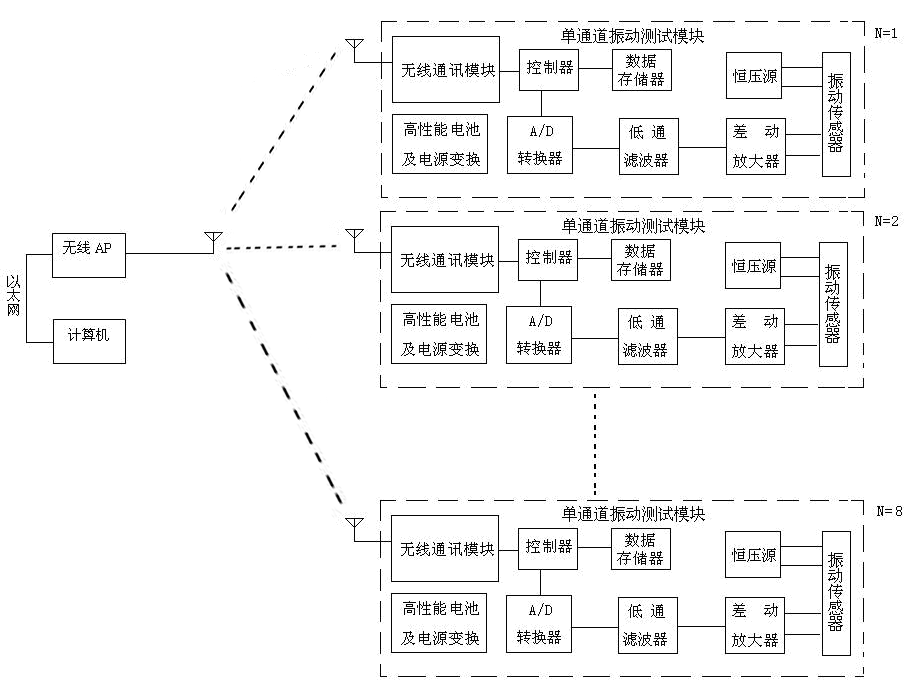 单通道振动测试模块
N=1
无线通讯模块
控制器
数据
存储器
恒压源
振动传感器
高性能电池
及电源变换
A/D
转换器
低 通
滤波器
差 动
放大器
单通道振动测试模块
N=2
无线通讯模块
控制器
数据
存储器
恒压源
振动传感器
高性能电池
及电源变换
A/D
转换器
低 通
滤波器
差 动
放大器
无线AP
以太网
计算机
单通道振动测试模块
N=8
无线通讯模块
控制器
数据
存储器
恒压源
振动传感器
高性能电池
及电源变换
A/D
转换器
低 通
滤波器
差 动
放大器